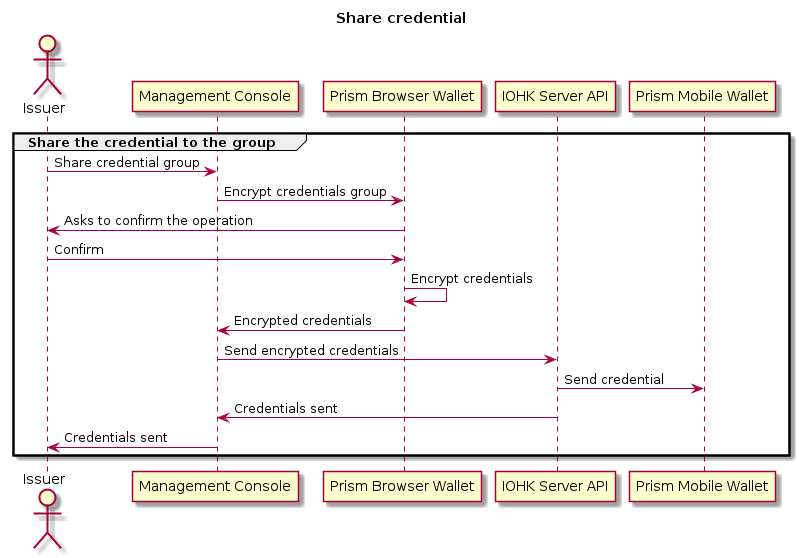 Share credential
Issuer
Management Console
Prism Browser Wallet
IOHK Server API
Prism Mobile Wallet
Share the credential to the group
Share credential group
Encrypt credentials group
Asks to confirm the operation
Confirm
Encrypt credentials
Encrypted credentials
Send encrypted credentials
Send credential
Credentials sent
Credentials sent
Issuer
Management Console
Prism Browser Wallet
IOHK Server API
Prism Mobile Wallet